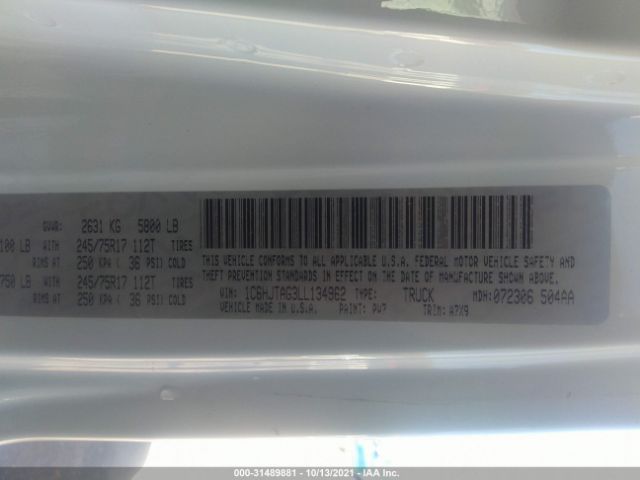 GVWR: 2631 KG 5800 LB
100 LB WITH 245/75R17 112T TIRES
RIMS AT 250 KPA ( 36 PSI) COLD
750 LB WITH 245/75R17 112T TIRES
RIMS AT 250 KPA ( 36 PSI) COLD
THIS VEHICLE CONFORMS TO ALL APPLICABLE U.S.A. FEDERAL MOTOR VEHICLE SAFETY AND
THEFT PREVENTION STANDARDS IN EFFECT ON THE DATE OF MANUFACTURE SHOWN ABOVE.
VIN: 1C6HJTAG3LL134962 TYPE: TRUCK MDH: 072306 504AA
VEHICLE MADE IN U.S.A. PAINT: PW7 TRIM: A7X9
000-31489881 - 10/13/2021 - IAA Inc.